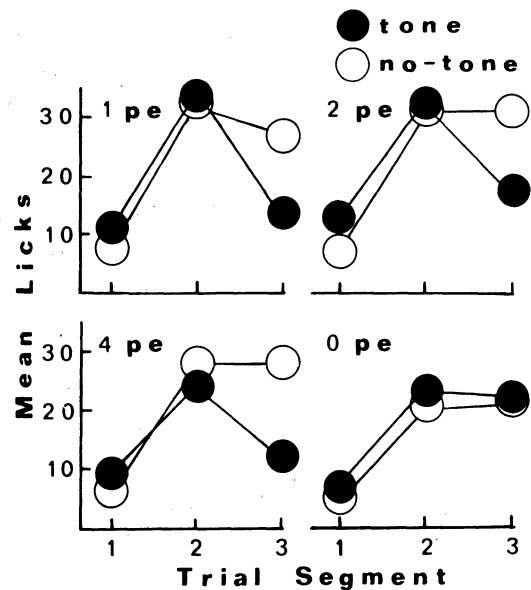 tone
no-tone
1 pe
2 pe
30
20
10
4 pe
0 pe
30
20
10
1 2 3
1 2 3
Mean Licks
Trial Segment